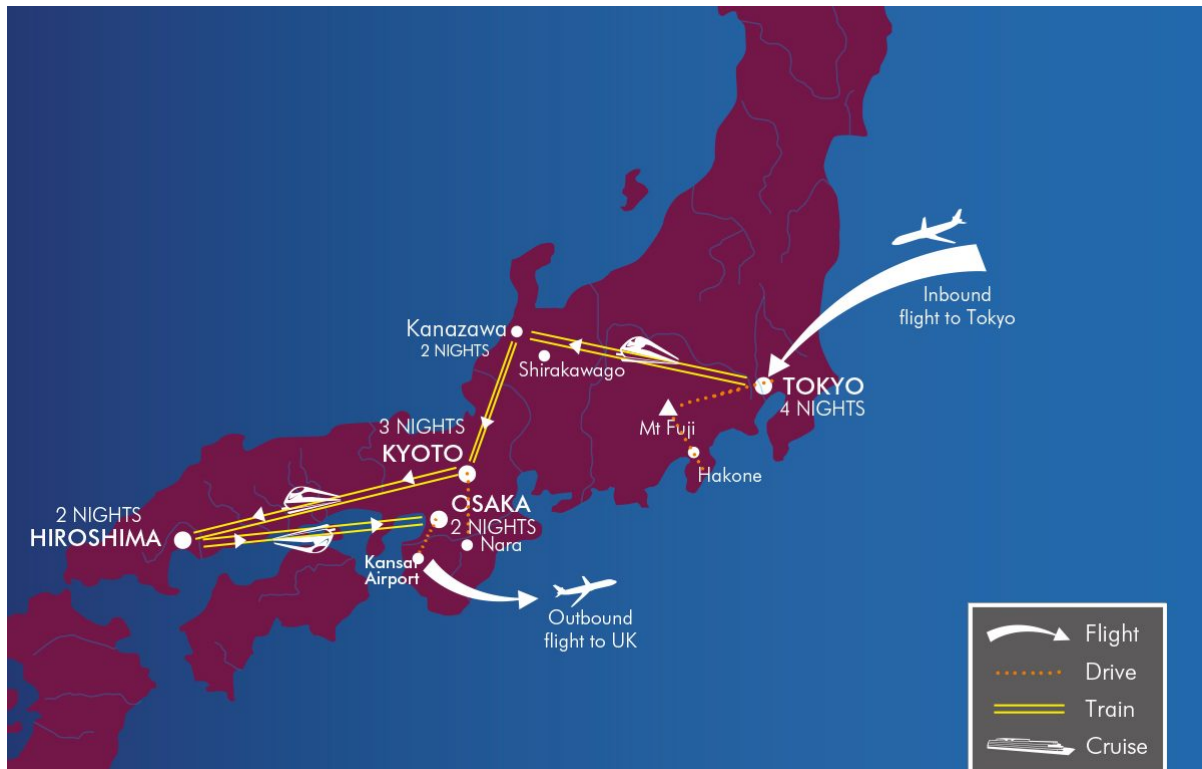 Inbound
flight to Tokyo
Kanazawa
2 NIGHTS
Shirakawago
TOKYO
4 NIGHTS
Mt Fuji
Hakone
3 NIGHTS
KYOTO
OSAKA
2 NIGHTS
2 NIGHTS
HIROSHIMA
Nara
Kansai
Airport
Outbound
flight to UK
Flight
Drive
Train
Cruise